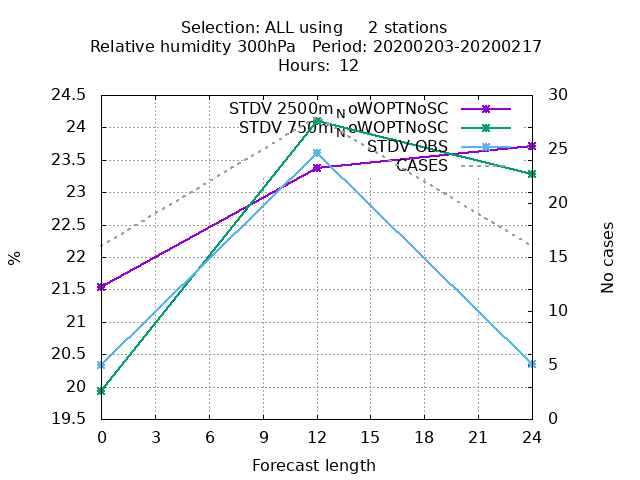 Selection: ALL using 2 stations
Relative humidity 300hPa Period: 20200203-20200217
Hours: 12
24.5 30
STDV 2500m_NoWOPTNoSC
24
STDV 750m_NoWOPTNoSC
STDV OBS 25
23.5
CASES
23
20
22.5
% 22 15 No cases
21.5
10
21
20.5
5
20
19.5 0
0 3 6 9 12 15 18 21 24
Forecast length